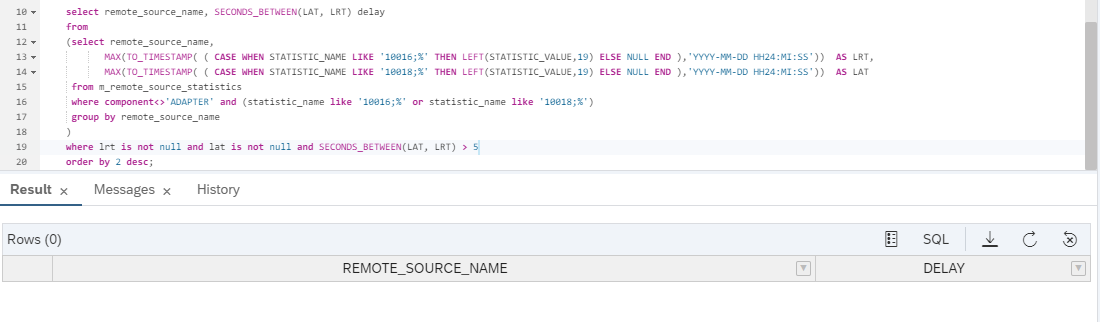 10 select remote_source_name, SECONDS_BETWEEN(LAT, LRT) delay
11 from
12 (select remote_source_name,
13 MAX(TO_TIMESTAMP( ( CASE WHEN STATISTIC_NAME LIKE '10016;%' THEN LEFT(STATISTIC_VALUE,19) ELSE NULL END ),'YYYY-MM-DD HH24:MI:SS')) AS LRT,
14 MAX(TO_TIMESTAMP( ( CASE WHEN STATISTIC_NAME LIKE '10018;%' THEN LEFT(STATISTIC_VALUE,19) ELSE NULL END ),'YYYY-MM-DD HH24:MI:SS')) AS LAT
15 from m_remote_source_statistics
16 where component<>'ADAPTER' and (statistic_name like '10016;%' or statistic_name like '10018;%')
17 group by remote_source_name
18 )
19 where lrt is not null and lat is not null and SECONDS_BETWEEN(LAT, LRT) > 5
20 order by 2 desc;
Result × Messages × History
Rows (0) SQL
REMOTE_SOURCE_NAME DELAY